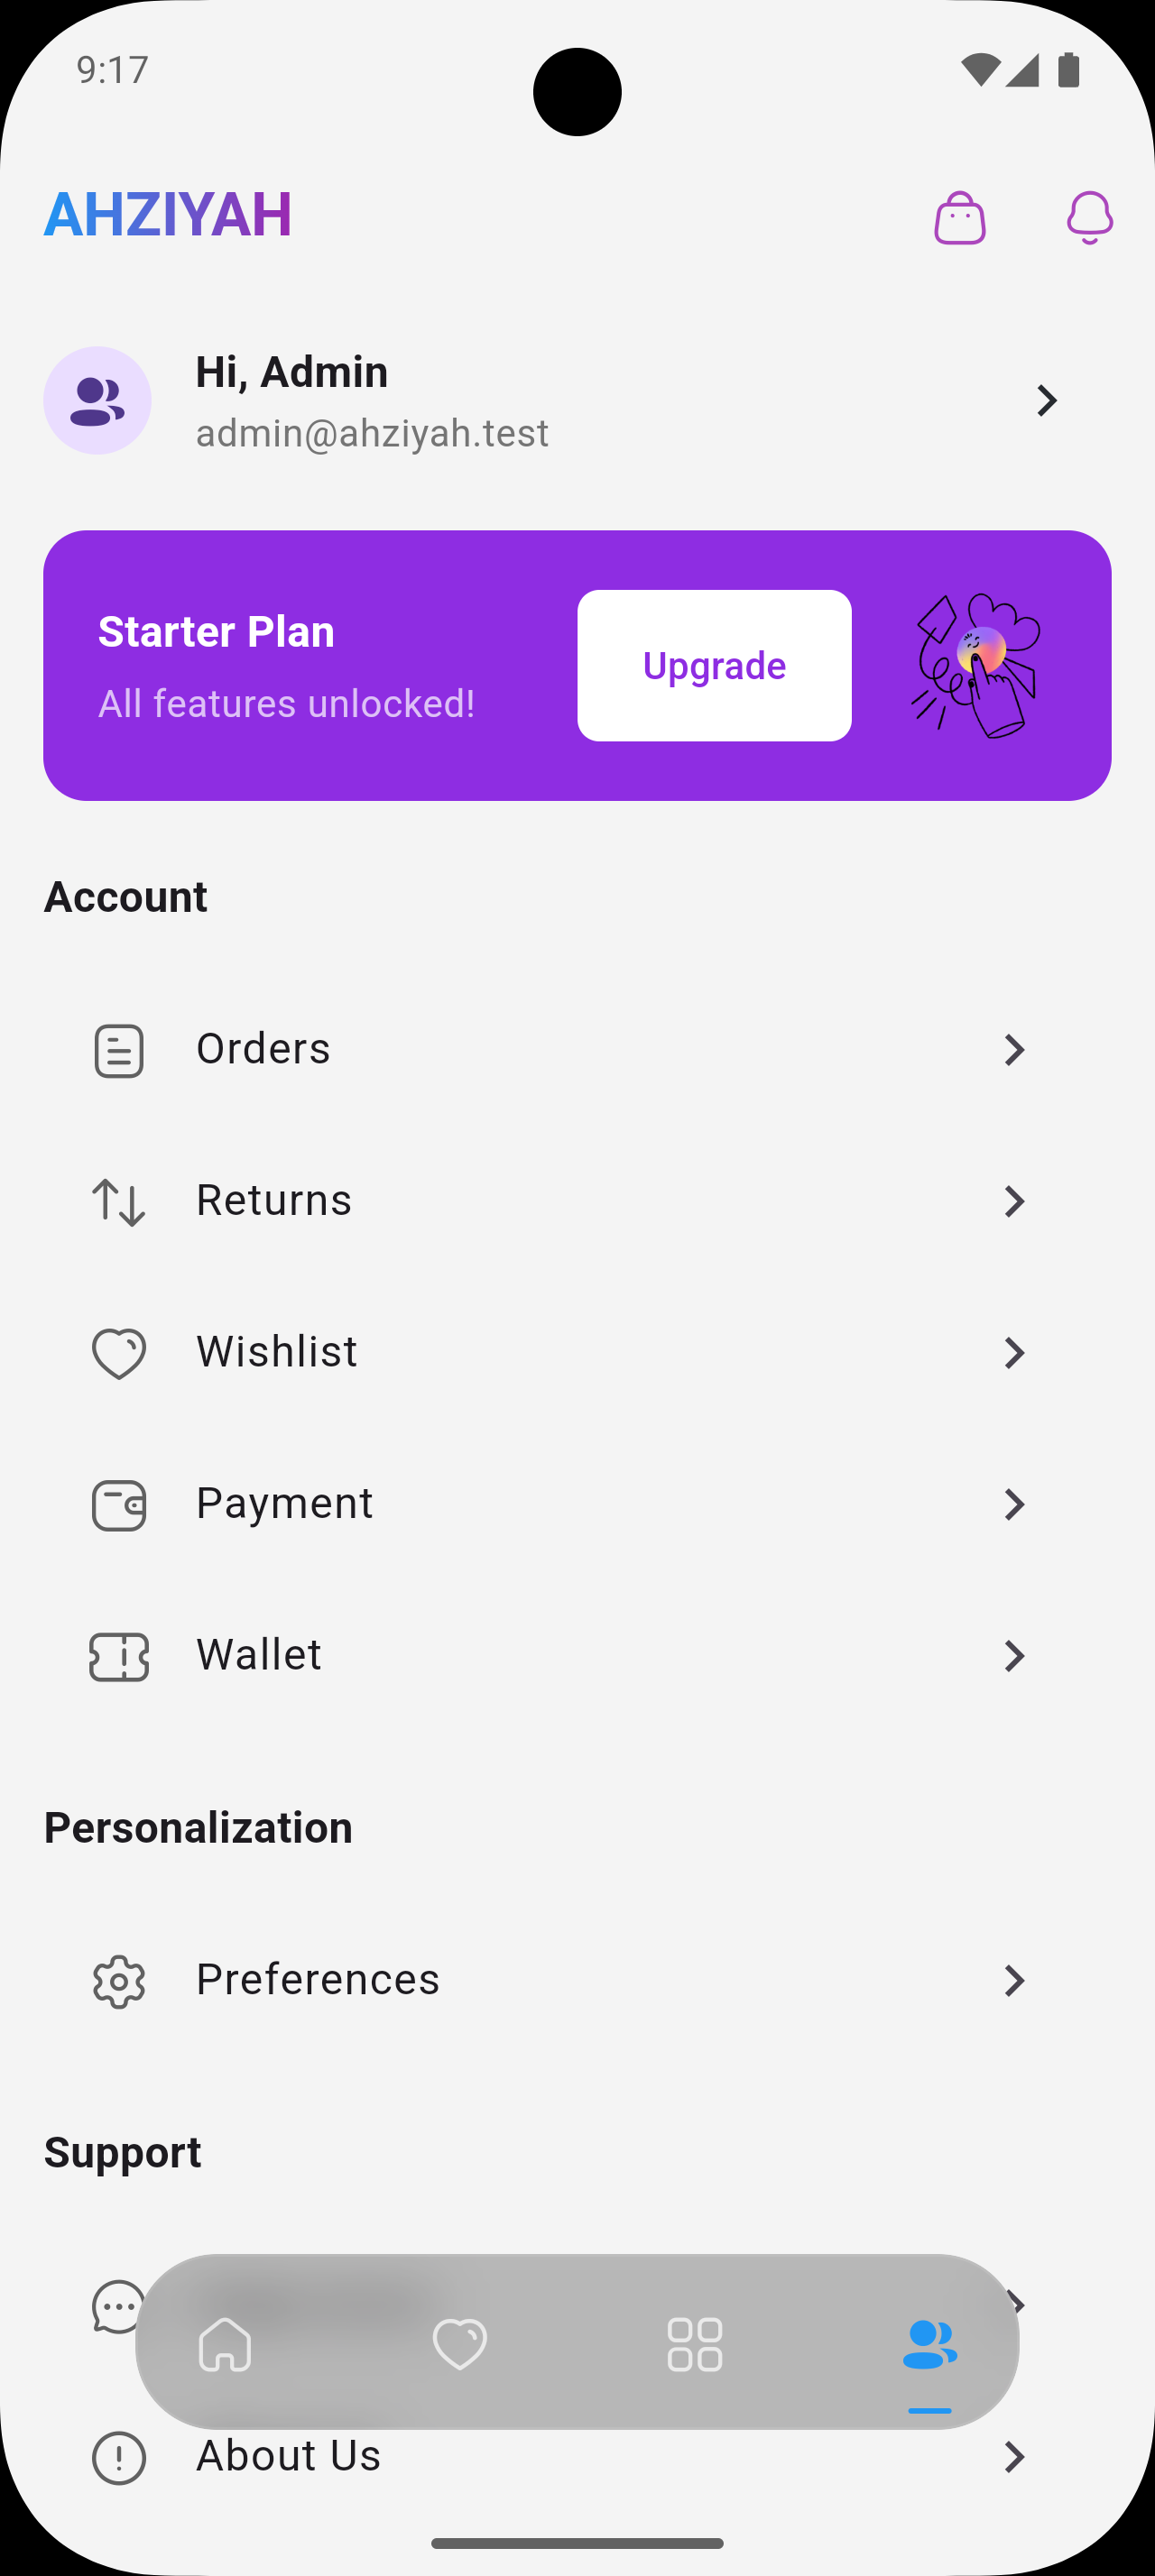 9:17
AHZIYAH
Hi, Admin
admin@ahziyah.test
Starter Plan
All features unlocked!
Upgrade
Account
Orders
Returns
Wishlist
Payment
Wallet
Personalization
Preferences
Support
About Us